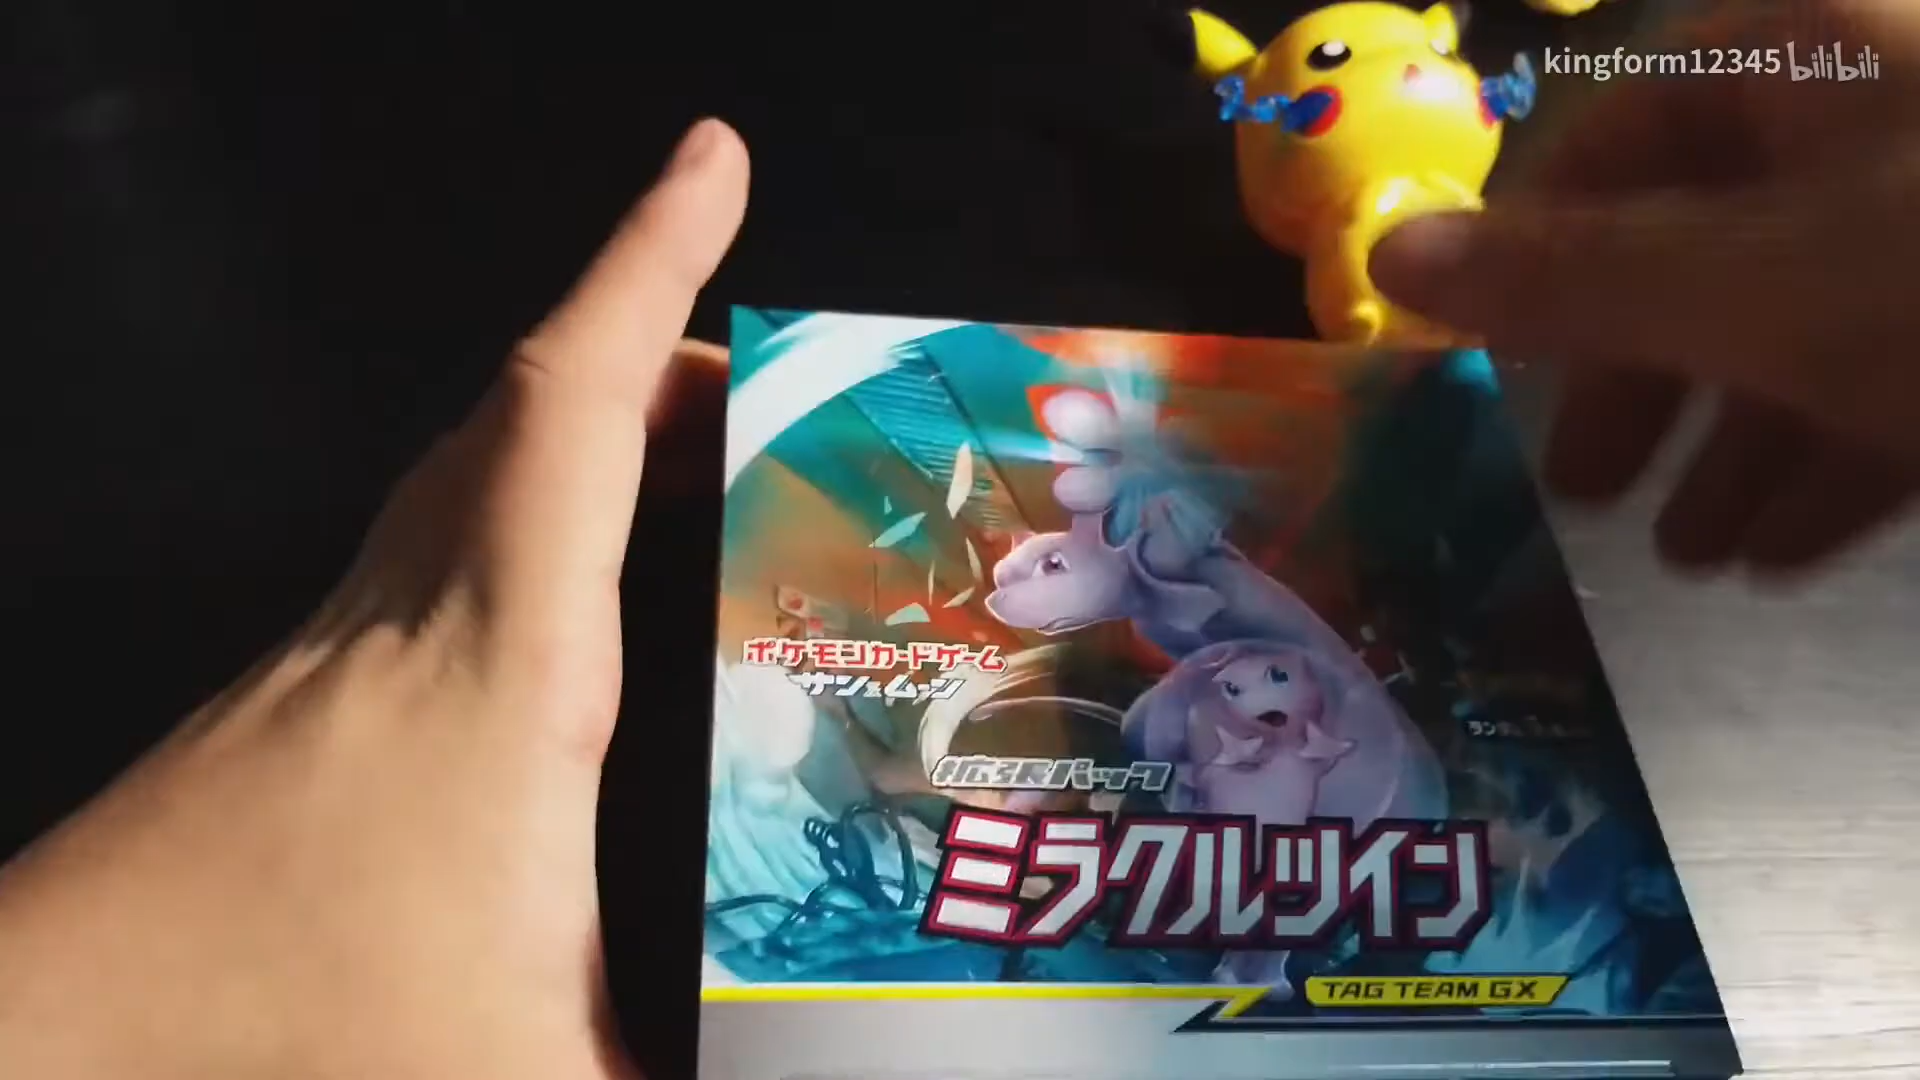 kingform12345 bilibili
ポケモンカードゲーム
サン&ムーン
拡張パック
ミラクルツイン
TAG TEAM GX